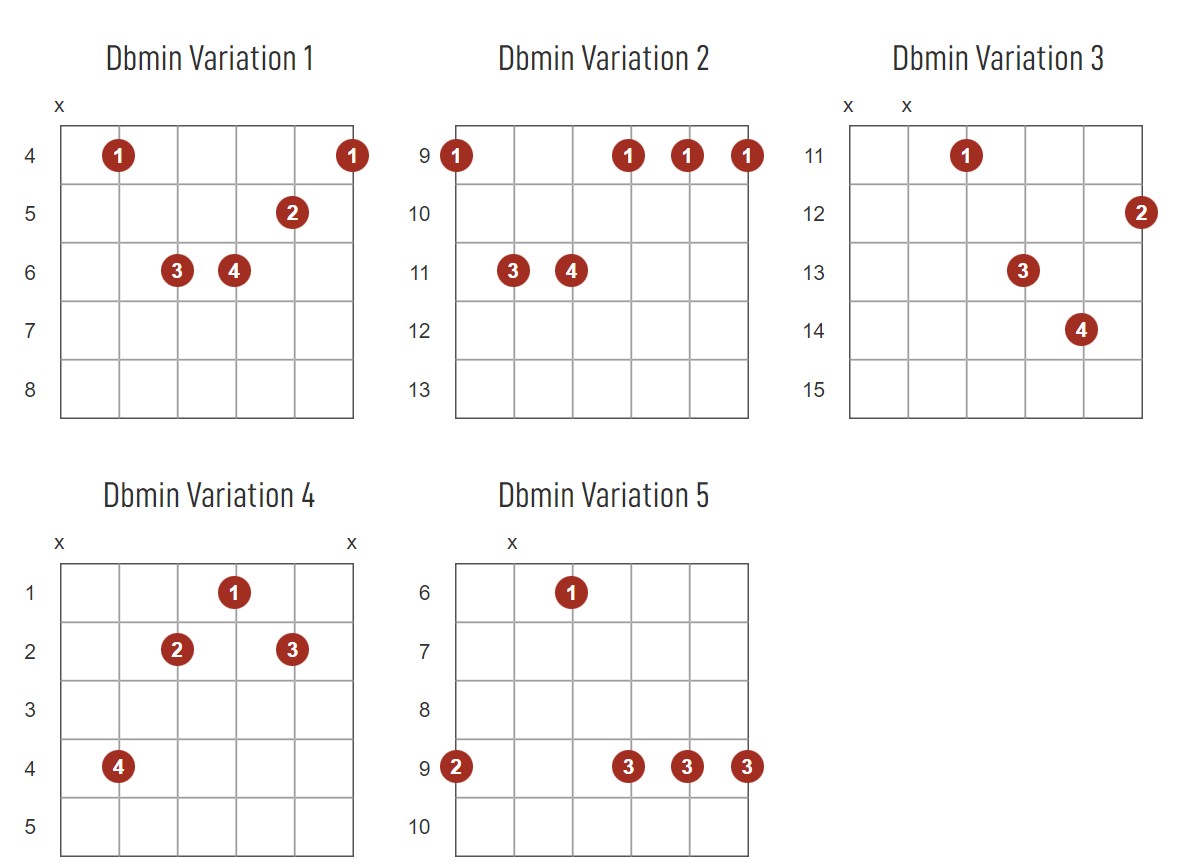 Dbmin Variation 1
x
4 1 1
5 2
6 3 4
7
8
Dbmin Variation 2
9 1 1 1 1
10
11 3 4
12
13
Dbmin Variation 3
x x
11 1
12 2
13 3
14 4
15
Dbmin Variation 4
x x
1 1
2 2 3
3
4 4
5
Dbmin Variation 5
x
6 1
7
8
9 2 3 3 3
10